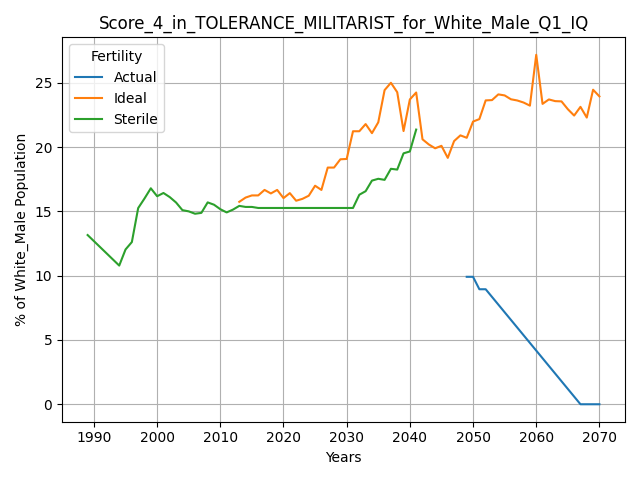 Score_4_in_TOLERANCE_MILITARIST_for_White_Male_Q1_IQ
Fertility
Actual
Ideal
Sterile
% of White_Male Population
25
20
15
10
5
0
1990 2000 2010 2020 2030 2040 2050 2060 2070
Years